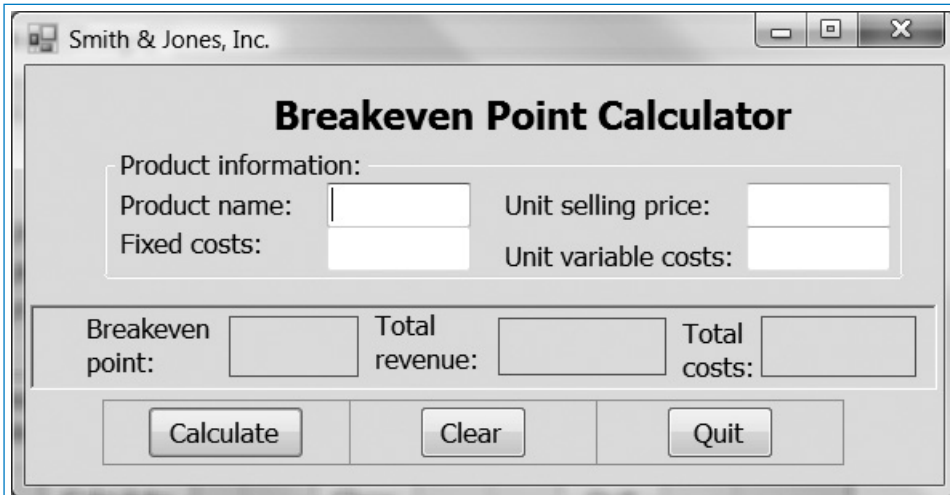 Smith & Jones, Inc.
Breakeven Point Calculator
Product information:
Product name:
Unit selling price:
Fixed costs:
Unit variable costs:
Breakeven
point:
Total
revenue:
Total
costs:
Calculate
Clear
Quit